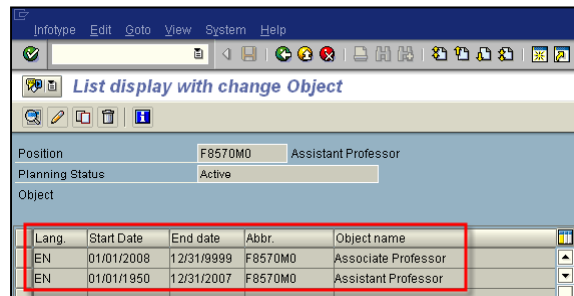 Infotype Edit Goto View System Help
List display with change Object
Position F8570M0 Assistant Professor
Planning Status Active
Object
Lang. Start Date End date Abbr. Object name
EN 01/01/2008 12/31/9999 F8570M0 Associate Professor
EN 01/01/1950 12/31/2007 F8570M0 Assistant Professor